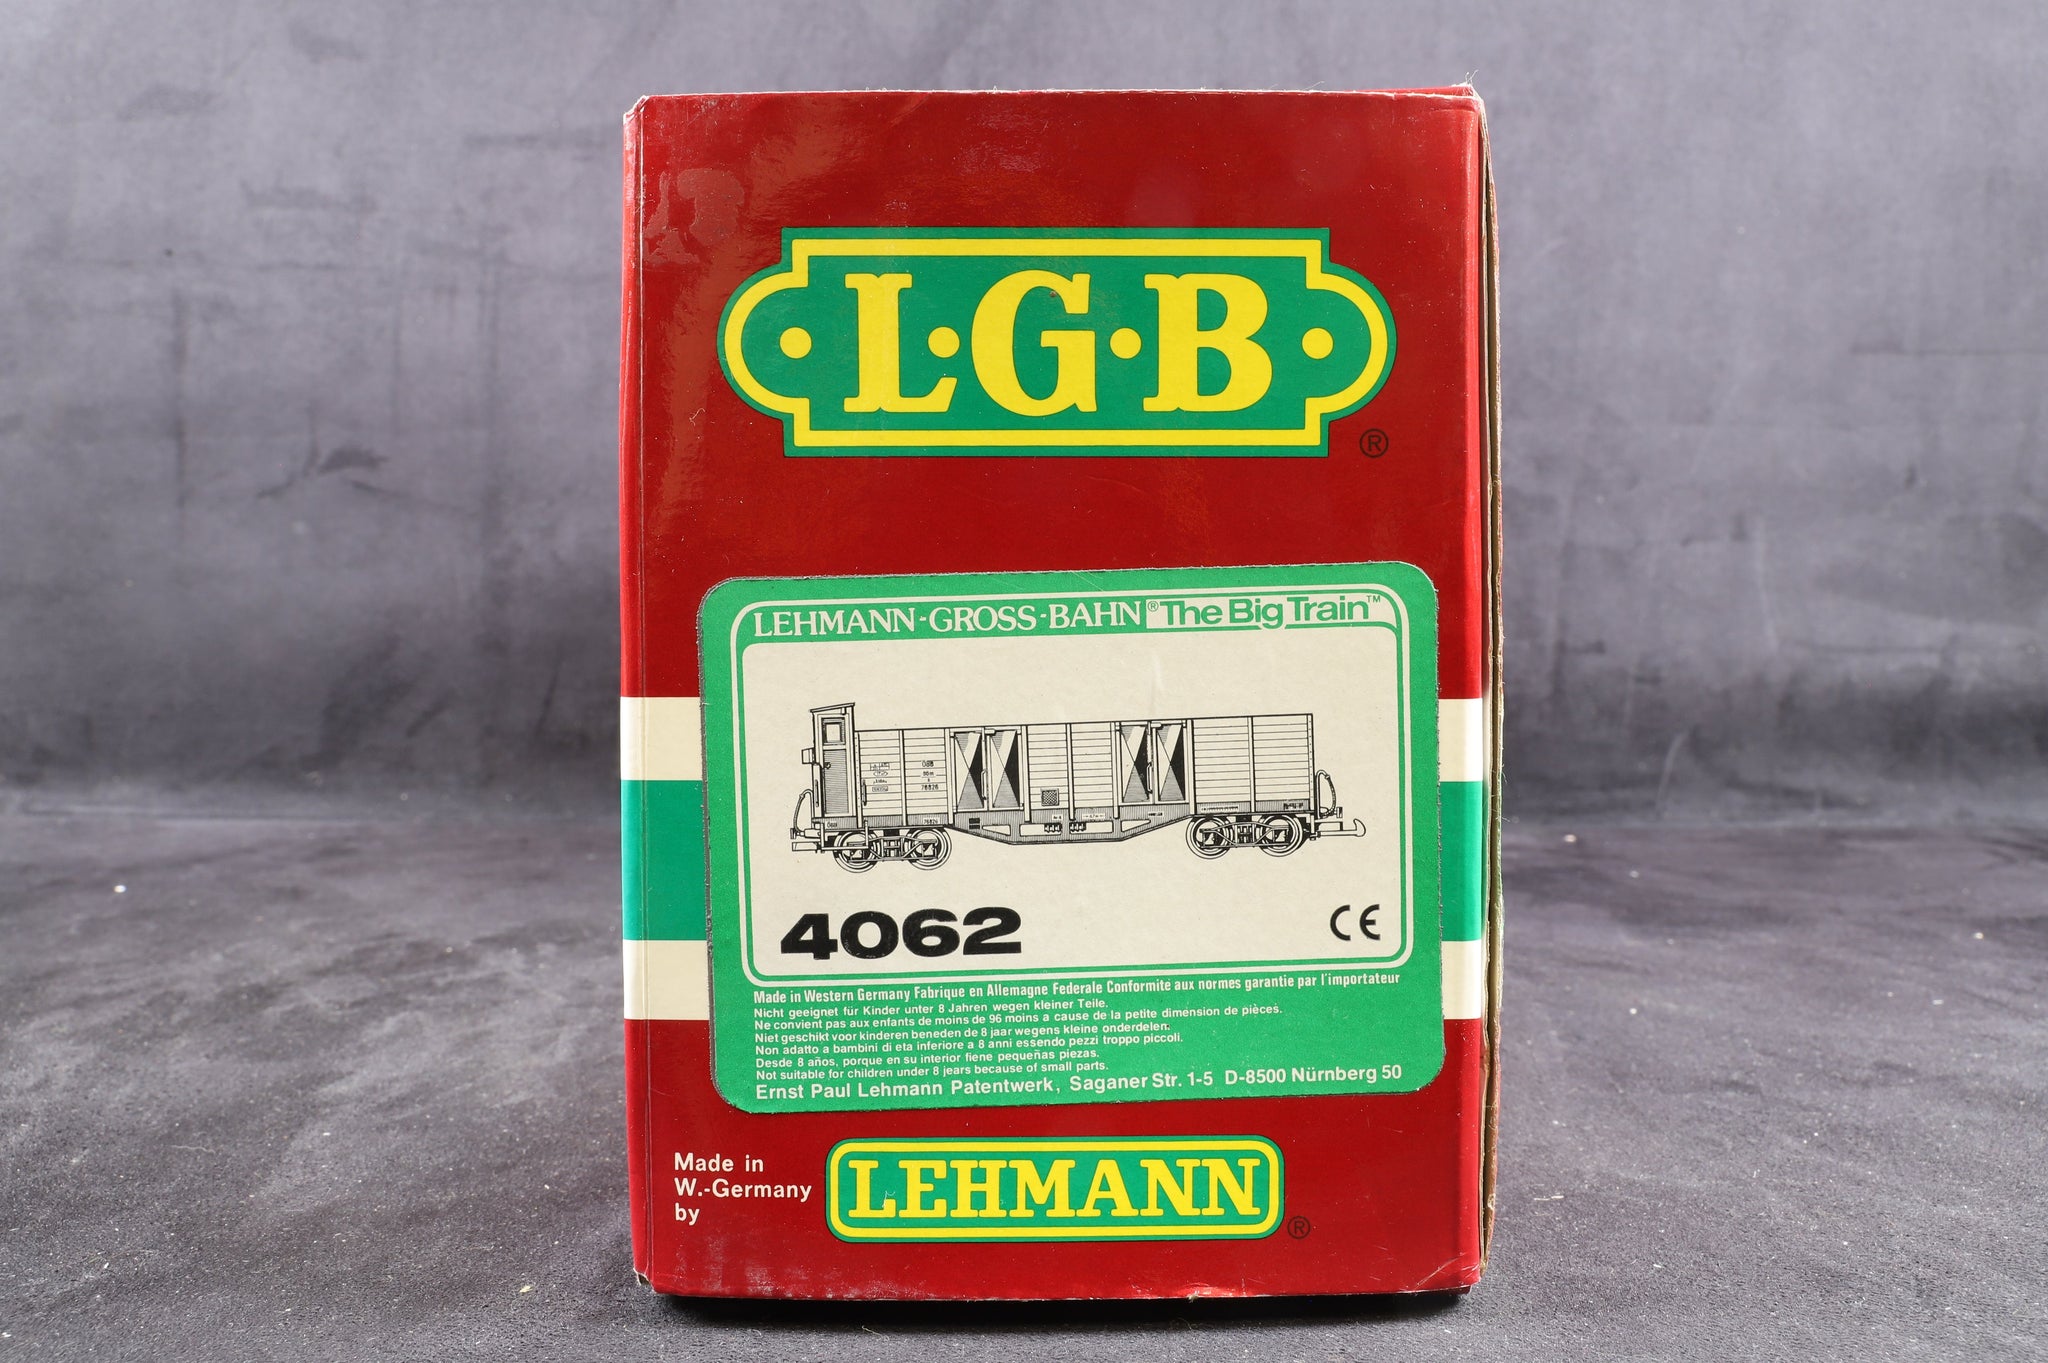 L·G·B
®
LEHMANN-GROSS-BAHN® The Big Train™
ÖBB
76826
76826
4062
CE
Made in Western Germany Fabrique en Allemagne Federale Conformite aux normes garantie par l'importateur
Nicht geeignet für Kinder unter 8 Jahren wegen kleiner Teile.
Ne convient pas aux enfants de moins de 96 moins a cause de la petite dimension de pièces.
Niet geschikt voor kinderen beneden de 8 jaar wegens kleine onderdelen.
Non adatto a bambini di eta inferiore a 8 anni essendo pezzi troppo piccoli.
Desde 8 años, porque en su interior fiene pequeñas piezas.
Not suitable for children under 8 jears because of small parts.
Ernst Paul Lehmann Patentwerk, Saganer Str. 1-5 D-8500 Nürnberg 50
Made in
W.-Germany
by
LEHMANN
®